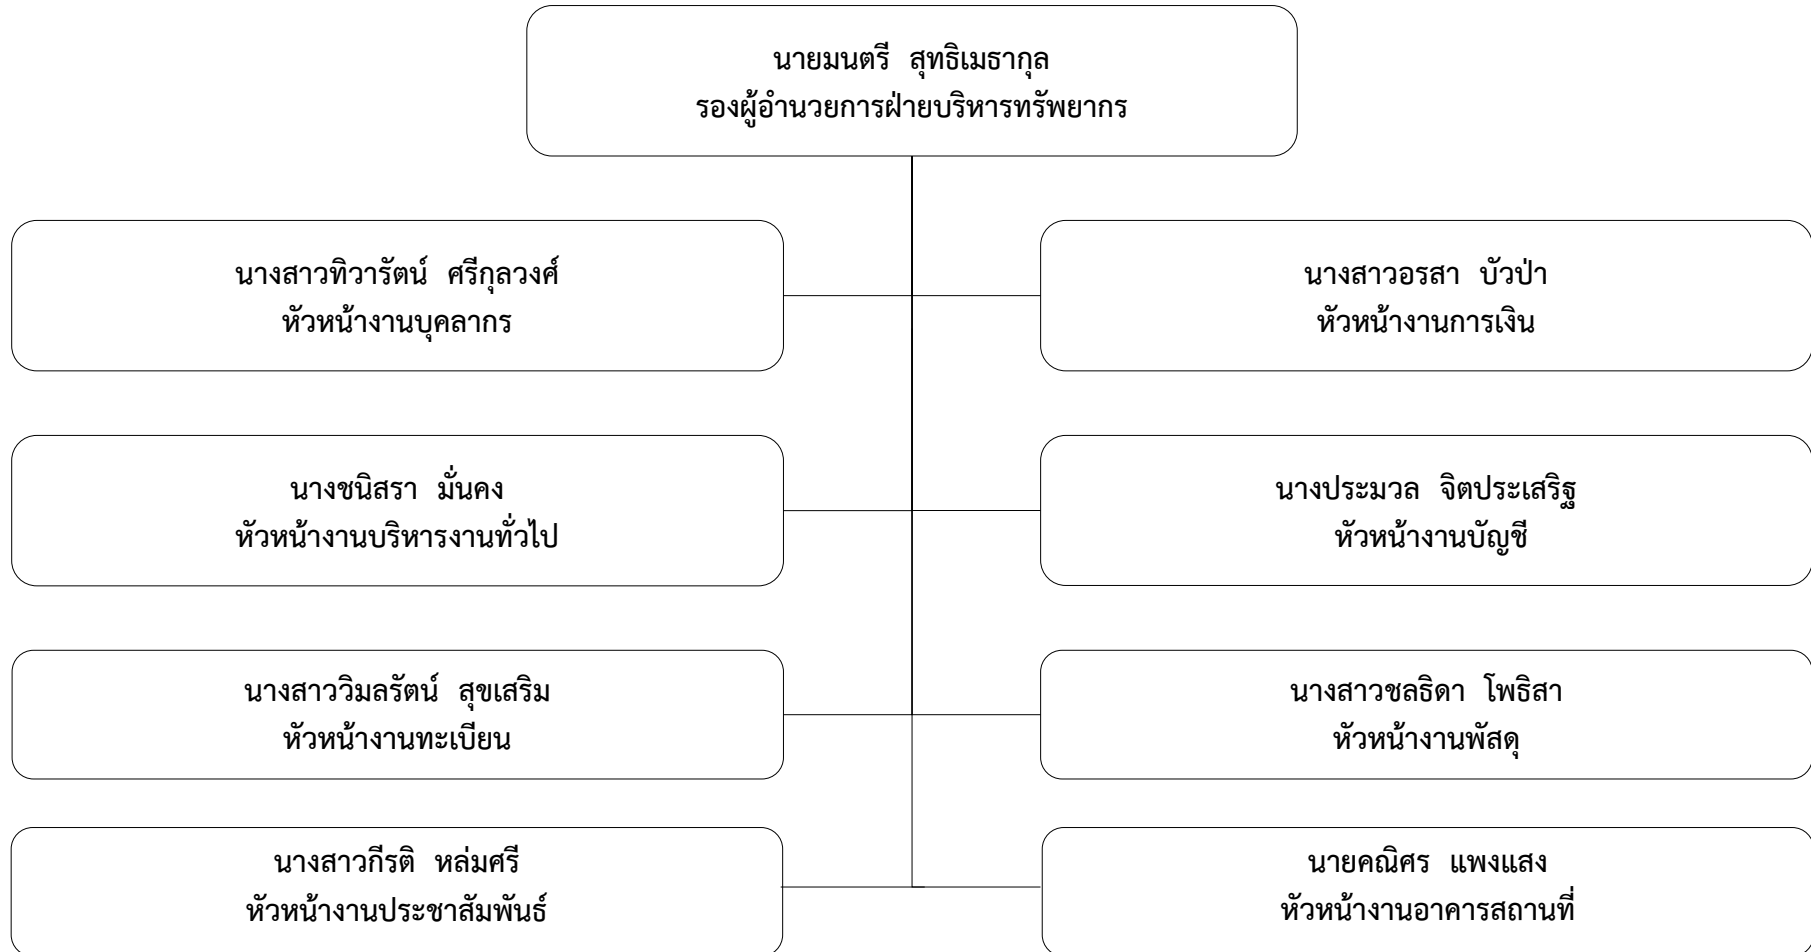 นายมนตรี สุทธิเมธากุล
รองผู้อำนวยการฝ่ายบริหารทรัพยากร
นางสาวทิวารัตน์ ศรีกุลวงศ์
หัวหน้างานบุคลากร
นางสาวอรสา บัวป่า
หัวหน้างานการเงิน
นางชนิสรา มั่นคง
หัวหน้างานบริหารงานทั่วไป
นางประมวล จิตประเสริฐ
หัวหน้างานบัญชี
นางสาววิมลรัตน์ สุขเสริม
หัวหน้างานทะเบียน
นางสาวชลธิดา โพธิสา
หัวหน้างานพัสดุ
นางสาวกีรติ หล่มศรี
หัวหน้างานประชาสัมพันธ์
นายคณิศร แพงแสง
หัวหน้างานอาคารสถานที่